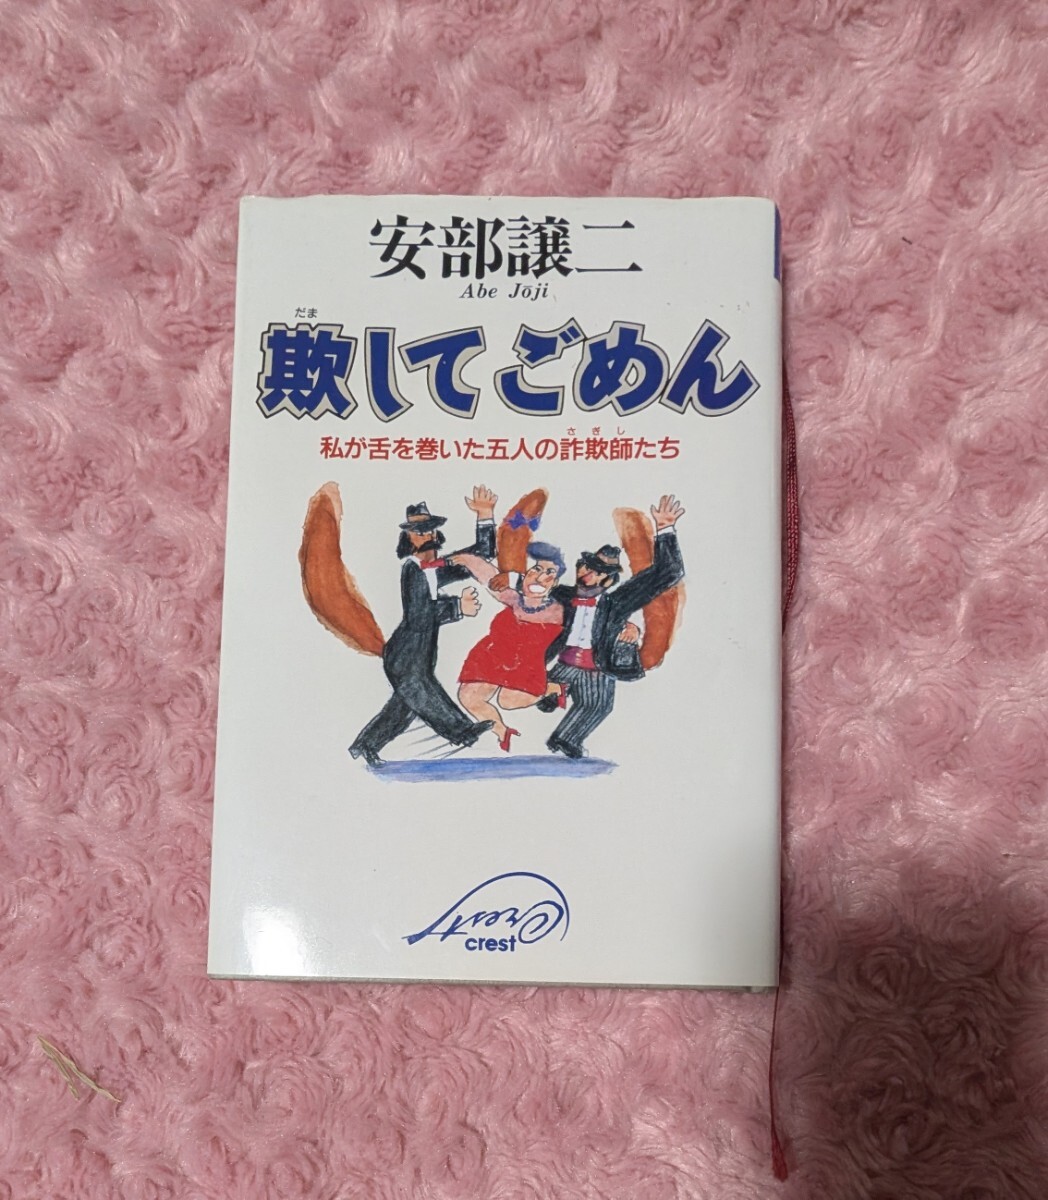 安部譲二
Abe Jōji
だま
欺してごめん
さぎし
私が舌を巻いた五人の詐欺師たち
Crest
crest